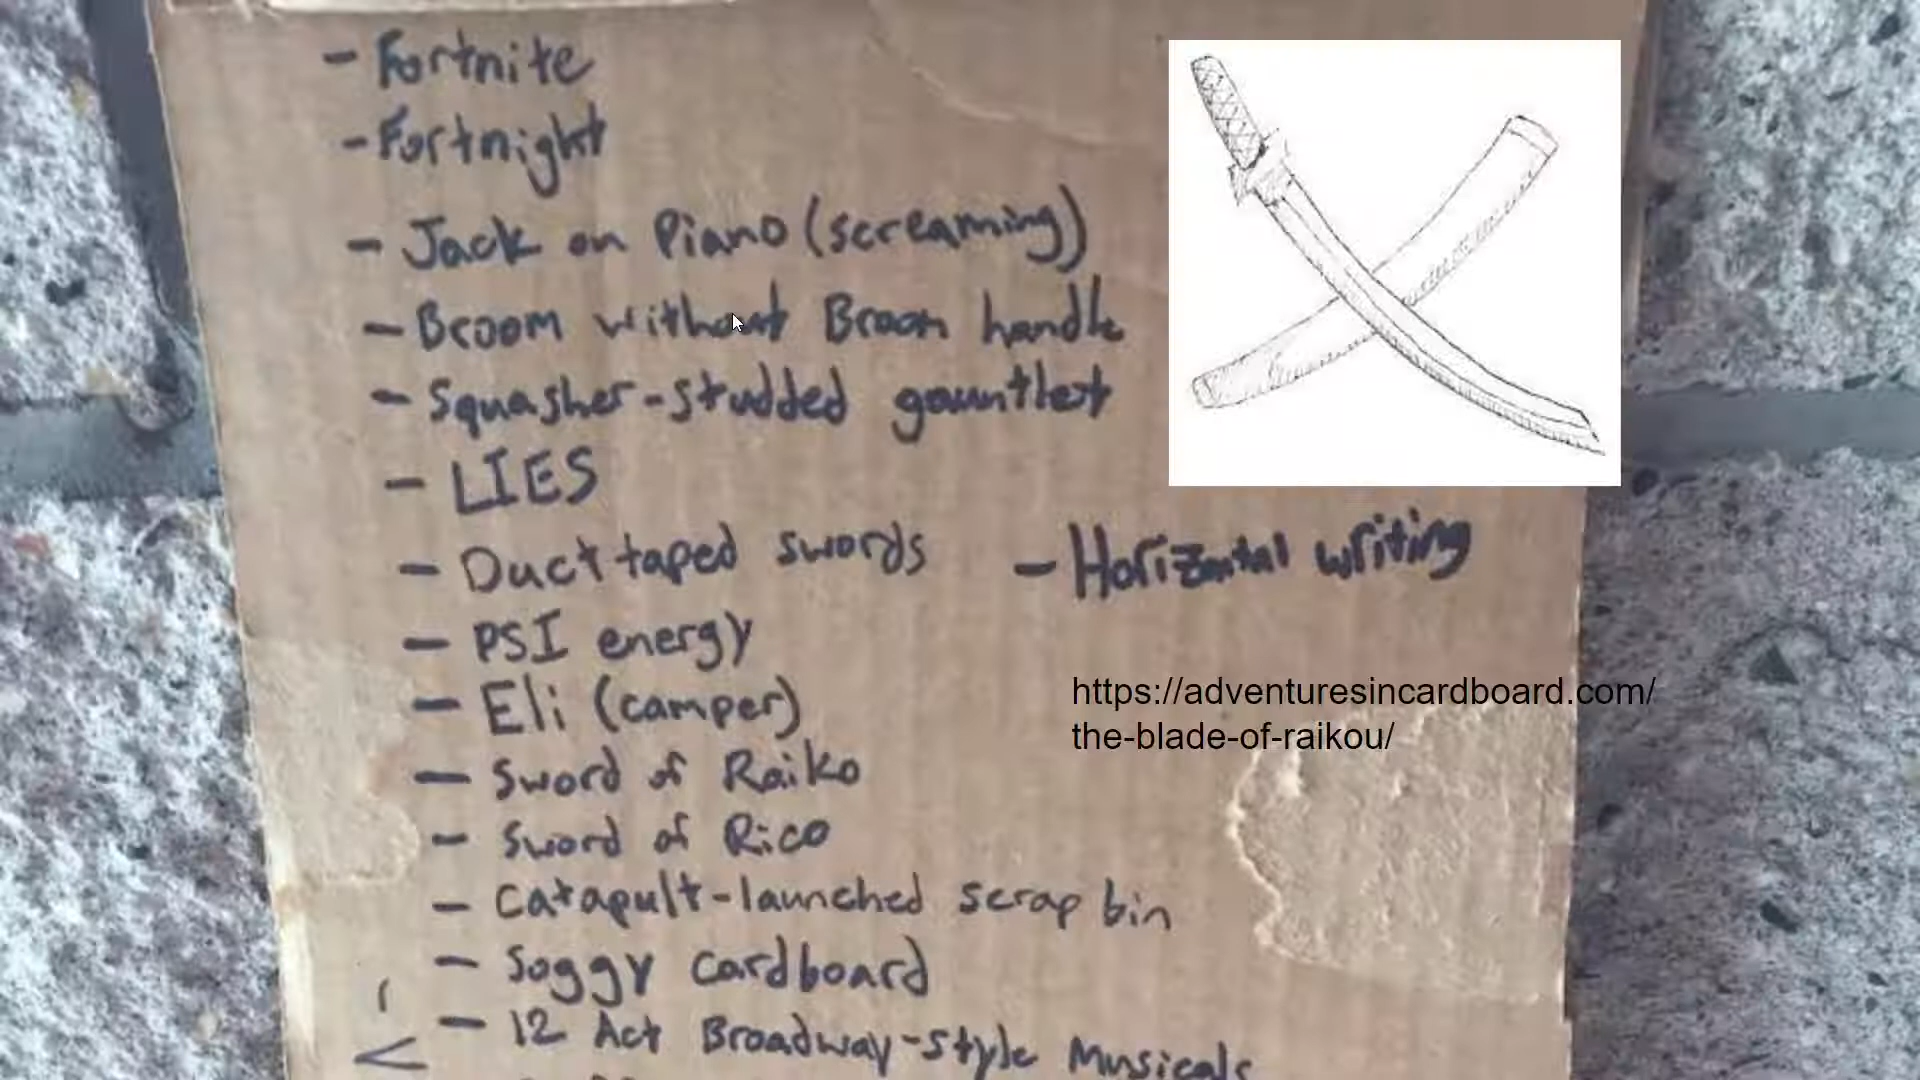 - Fortnite
- Fortnight
- Jack on Piano (screaming)
- Broom without Broom handle
- Squasher-studded gauntlet
- LIES
- Duct taped swords
- Horizontal writing
- PSI energy
- Eli (camper)
- Sword of Raiko
- Sword of Rico
- Catapult-launched scrap bin
- Soggy cardboard
- 12 Act Broadway-style Musicals
https://adventuresincardboard.com/
the-blade-of-raikou/